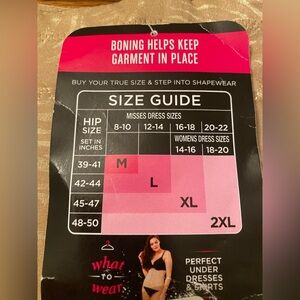 BONING HELPS KEEP
GARMENT IN PLACE
BUY YOUR TRUE SIZE & STEP INTO SHAPEWEAR
SIZE GUIDE
HIP
SIZE
SET IN
INCHES
MISSES DRESS SIZES
8-10 12-14 16-18 20-22
WOMENS DRESS SIZES
14-16 18-20
39-41 M
42-44 L
45-47 XL
48-50 2XL
what
TO
wear
PERFECT
UNDER
DRESSES
& SKIRTS